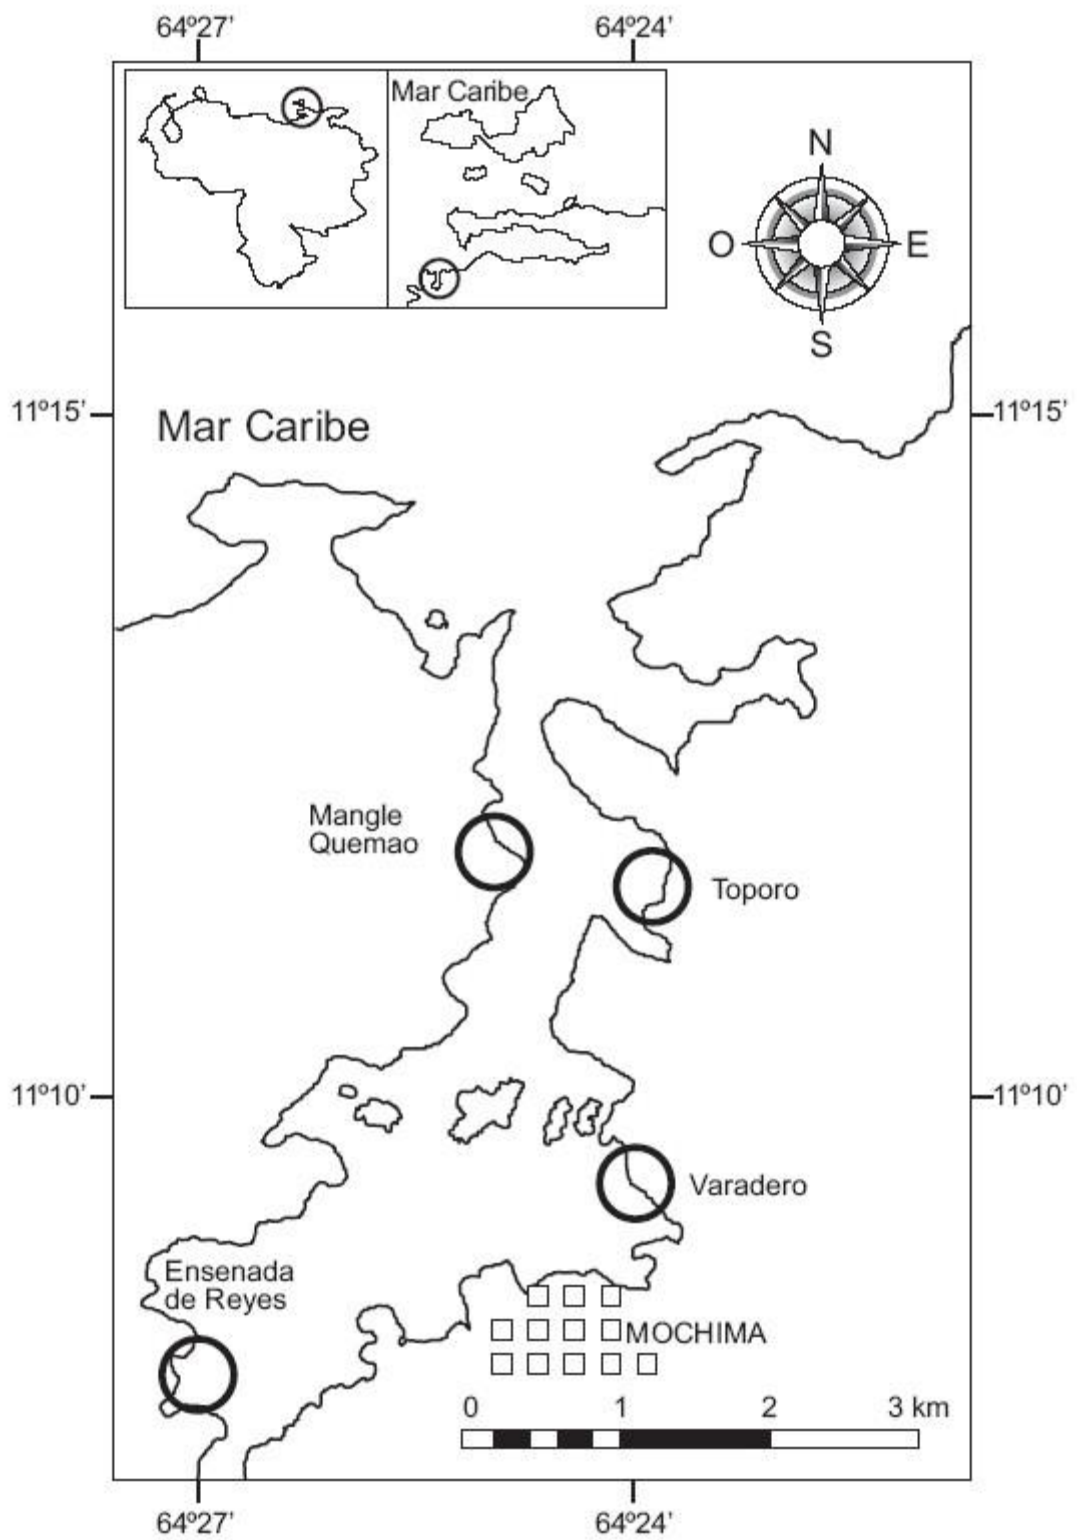 64º27'
64º24'
Mar Caribe
N
O
E
S
11º15'
11º15'
Mar Caribe
Mangle
Quemao
Toporo
11º10'
11º10'
Varadero
Ensenada
de Reyes
MOCHIMA
0 1 2 3 km
64º27'
64º24'